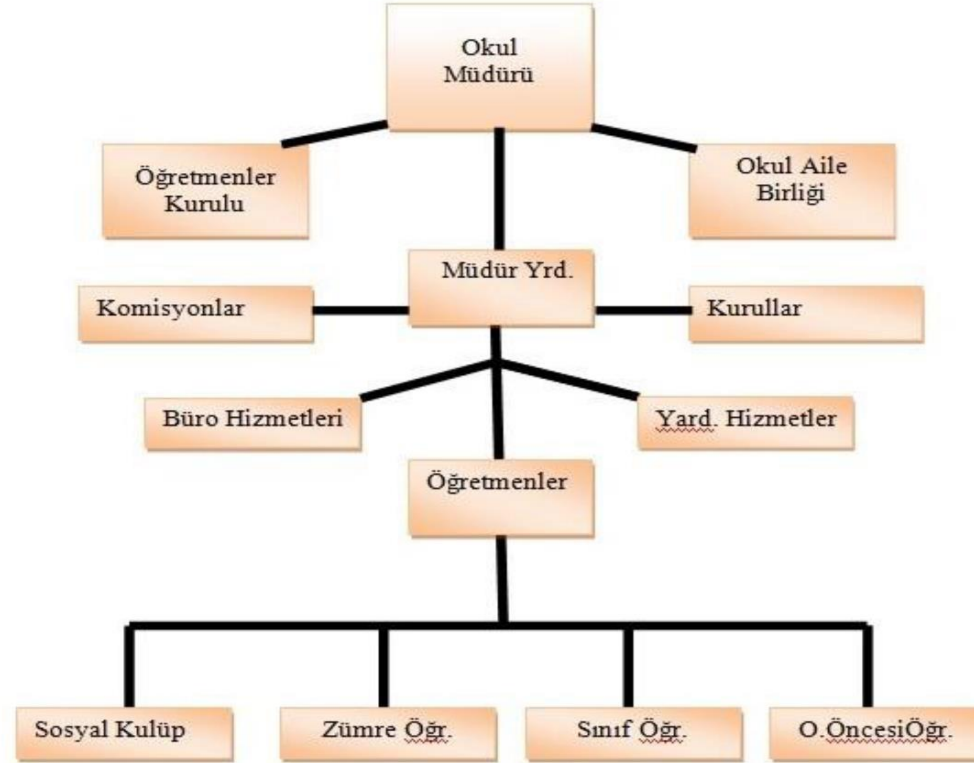 Okul
Müdürü
Öğretmenler
Kurulu
Okul Aile
Birliği
Müdür Yrd.
Komisyonlar
Kurullar
Büro Hizmetleri
Yard. Hizmetler
Öğretmenler
Sosyal Kulüp
Zümre Öğr.
Sınıf Öğr.
O.ÖncesiÖğr.